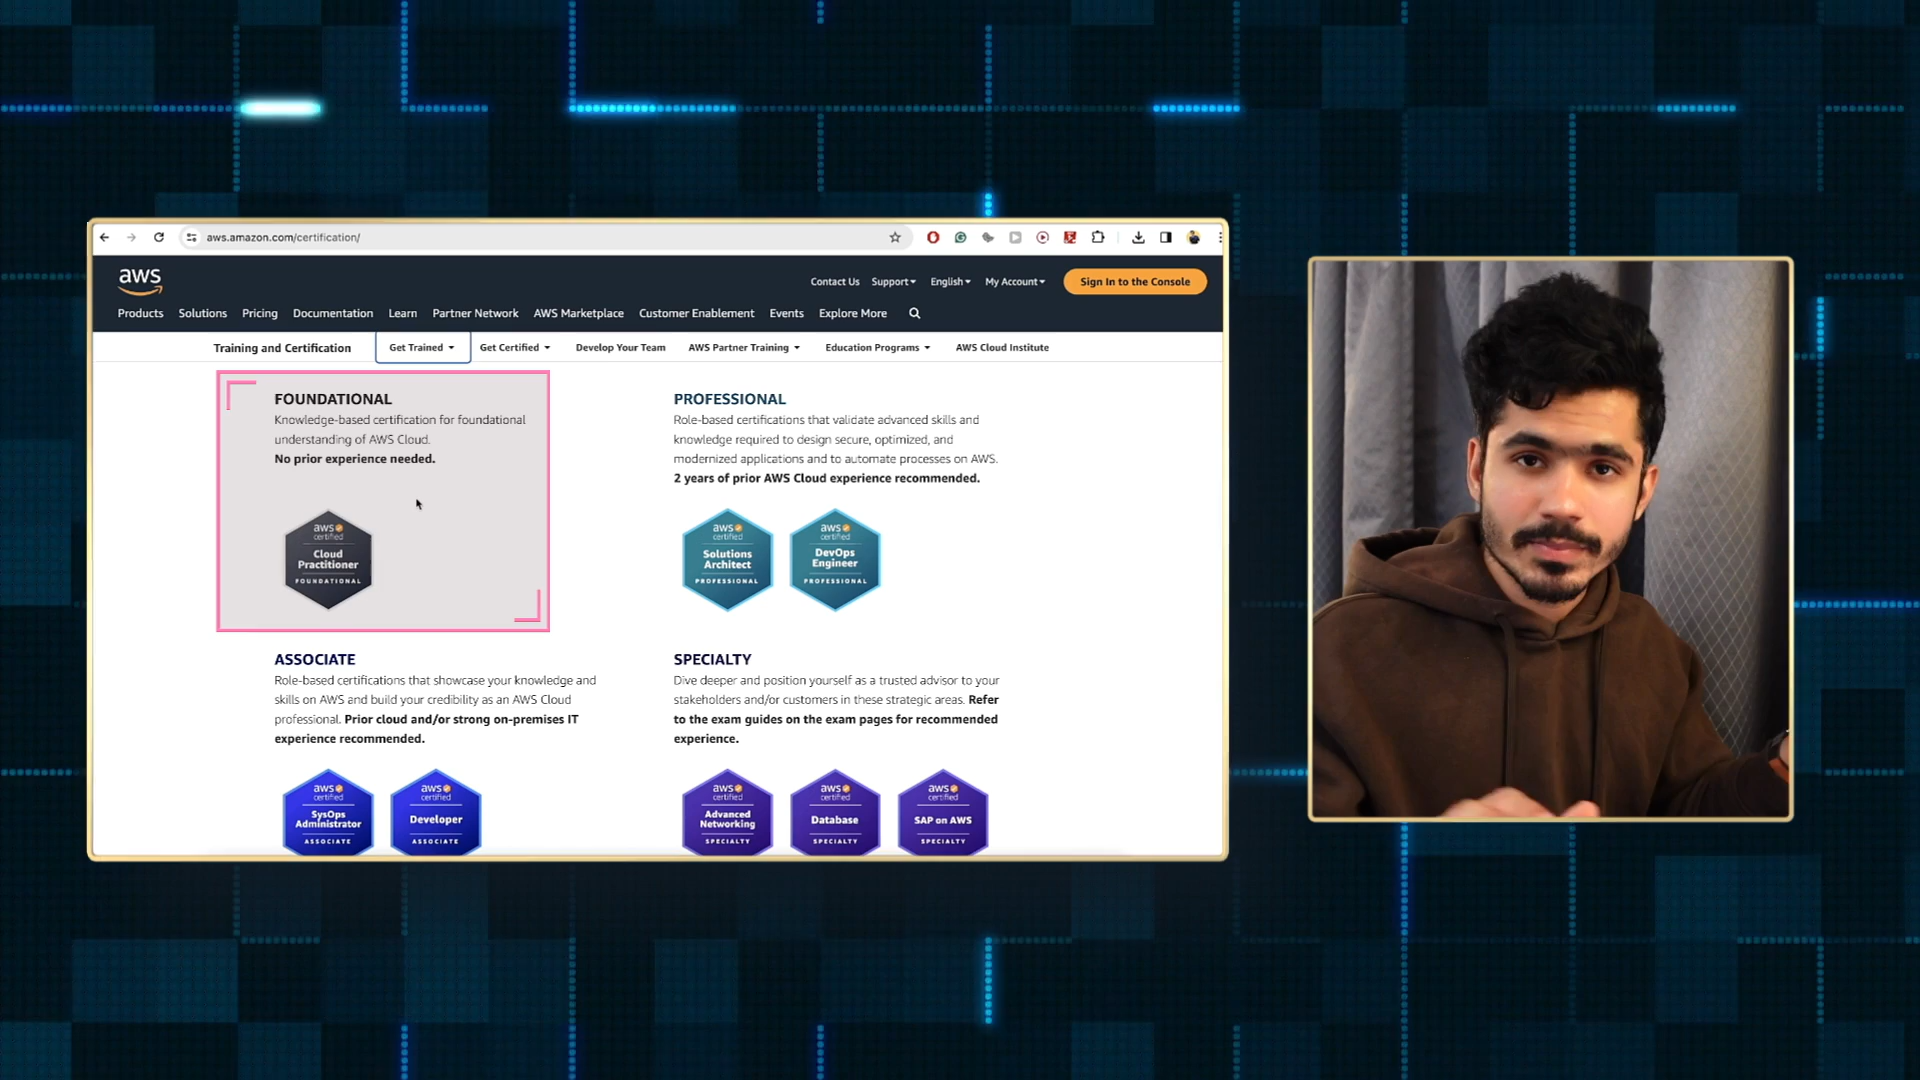 aws.amazon.com/certification/
aws
Contact Us Support English My Account Sign In to the Console
Products Solutions Pricing Documentation Learn Partner Network AWS Marketplace Customer Enablement Events Explore More
Training and Certification Get Trained Get Certified Develop Your Team AWS Partner Training Education Programs AWS Cloud Institute
FOUNDATIONAL
Knowledge-based certification for foundational
understanding of AWS Cloud.
No prior experience needed.
aws
certified
Cloud
Practitioner
FOUNDATIONAL
PROFESSIONAL
Role-based certifications that validate advanced skills and
knowledge required to design secure, optimized, and
modernized applications and to automate processes on AWS.
2 years of prior AWS Cloud experience recommended.
aws
certified
Solutions
Architect
PROFESSIONAL
aws
certified
DevOps
Engineer
PROFESSIONAL
ASSOCIATE
Role-based certifications that showcase your knowledge and
skills on AWS and build your credibility as an AWS Cloud
professional. Prior cloud and/or strong on-premises IT
experience recommended.
aws
certified
SysOps
Administrator
ASSOCIATE
aws
certified
Developer
ASSOCIATE
SPECIALTY
Dive deeper and position yourself as a trusted advisor to your
stakeholders and/or customers in these strategic areas. Refer
to the exam guides on the exam pages for recommended
experience.
aws
certified
Advanced
Networking
SPECIALTY
aws
certified
Database
SPECIALTY
aws
certified
SAP on AWS
SPECIALTY